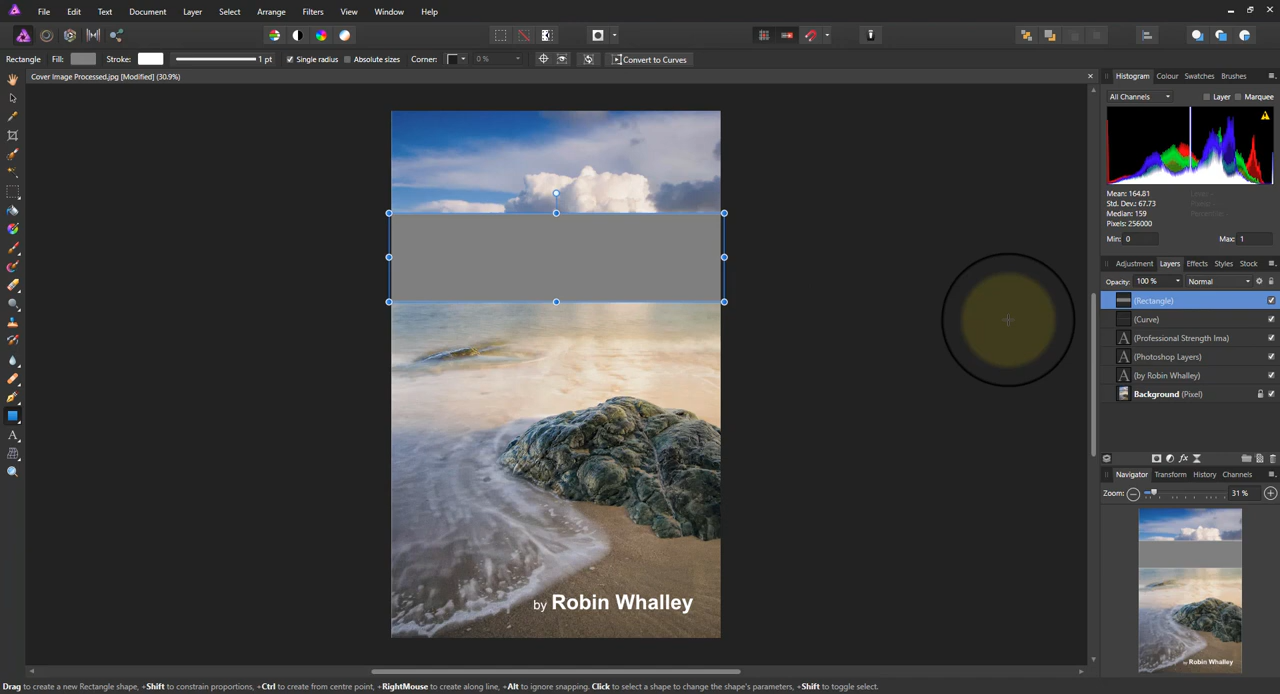 File Edit Text Document Layer Select Arrange Filters View Window Help
Rectangle Fill: Stroke: 1 pt Single radius Absolute sizes Corner: 0 % Convert to Curves
Cover Image Processed.jpg [Modified] (30.9%)
Histogram Colour Swatches Brushes
All Channels Layer Marquee
Mean: 164.81
Std. Dev.: 67.73
Median: 159
Pixels: 256000
Min: 0 Max: 1
Adjustment Layers Effects Styles Stock
Opacity: 100 % Normal
(Rectangle)
(Curve)
(Professional Strength Ima)
(Photoshop Layers)
(by Robin Whalley)
Background (Pixel)
Navigator Transform History Channels
Zoom: 31 %
by Robin Whalley
by Robin Whalley
Drag to create a new Rectangle shape, +Shift to constrain proportions, +Ctrl to create from centre point, +RightMouse to create along line, +Alt to ignore snapping. Click to select a shape to change the shape's parameters, +Shift to toggle select.